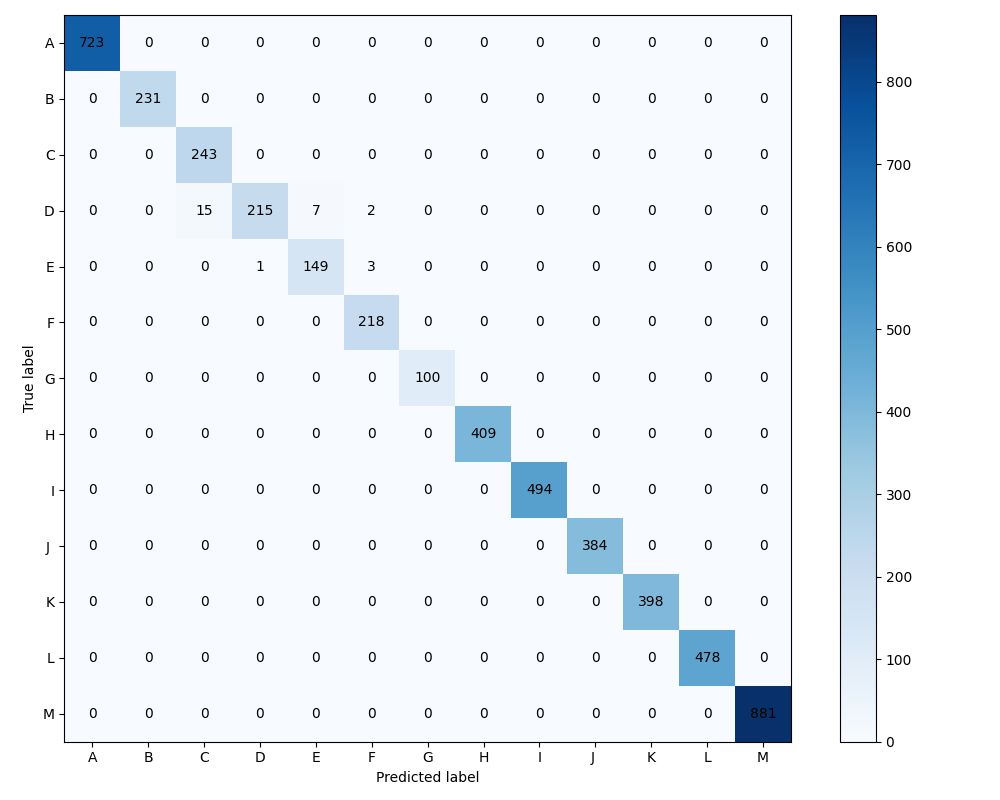 A 723 0 0 0 0 0 0 0 0 0 0 0 0
B 0 231 0 0 0 0 0 0 0 0 0 0 0
C 0 0 243 0 0 0 0 0 0 0 0 0 0
D 0 0 15 215 7 2 0 0 0 0 0 0 0
E 0 0 0 1 149 3 0 0 0 0 0 0 0
F 0 0 0 0 0 218 0 0 0 0 0 0 0
G 0 0 0 0 0 0 100 0 0 0 0 0 0
H 0 0 0 0 0 0 0 409 0 0 0 0 0
I 0 0 0 0 0 0 0 0 494 0 0 0 0
J 0 0 0 0 0 0 0 0 0 384 0 0 0
K 0 0 0 0 0 0 0 0 0 0 398 0 0
L 0 0 0 0 0 0 0 0 0 0 0 478 0
M 0 0 0 0 0 0 0 0 0 0 0 0 881
A B C D E F G H I J K L M
Predicted label
True label
800
700
600
500
400
300
200
100
0